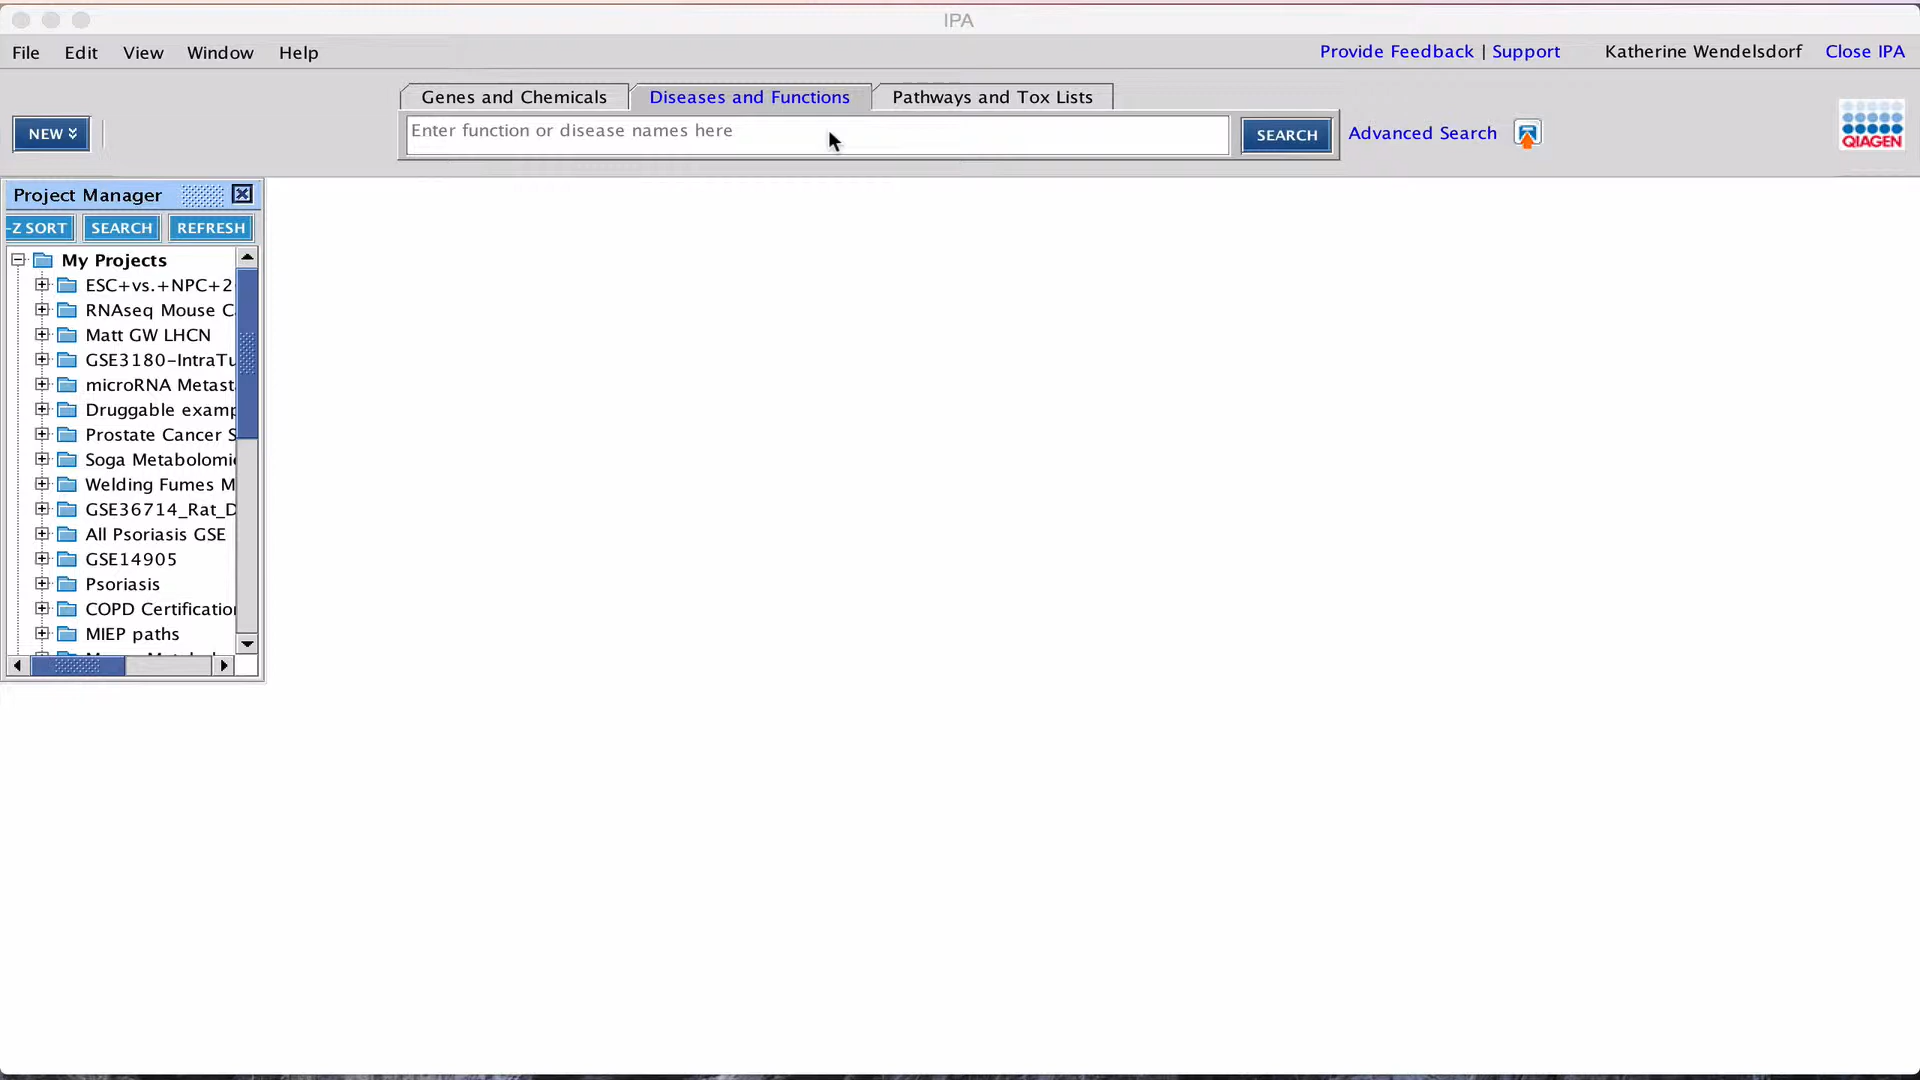 IPA
File Edit View Window Help
Provide Feedback | Support Katherine Wendelsdorf Close IPA
Genes and Chemicals Diseases and Functions Pathways and Tox Lists
NEW
Enter function or disease names here
SEARCH
Advanced Search
QIAGEN
Project Manager
-Z SORT SEARCH REFRESH
My Projects
ESC+vs.+NPC+2
RNAseq Mouse C
Matt GW LHCN
GSE3180-IntraTu
microRNA Metast
Druggable examp
Prostate Cancer S
Soga Metabolomi
Welding Fumes M
GSE36714_Rat_D
All Psoriasis GSE
GSE14905
Psoriasis
COPD Certification
MIEP paths